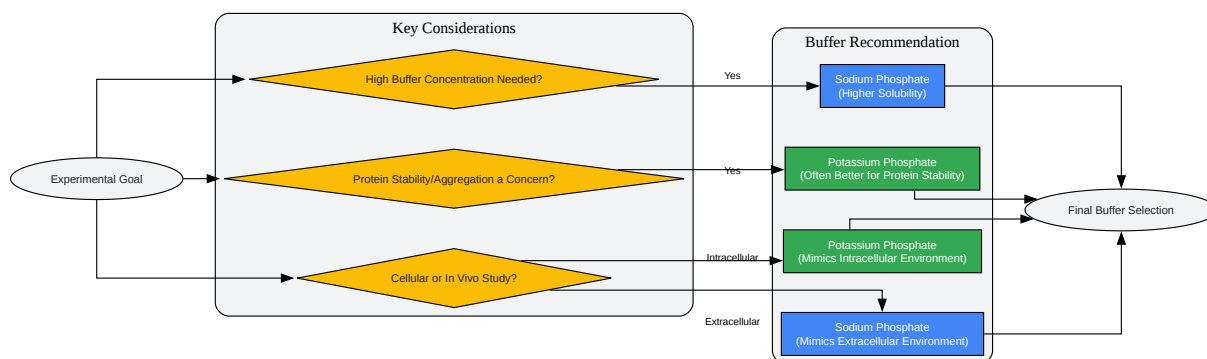 Key Considerations
Buffer Recommendation
High Buffer Concentration Needed?
Yes
Sodium Phosphate
(Higher Solubility)
Experimental Goal
Protein Stability/Aggregation a Concern?
Yes
Potassium Phosphate
(Often Better for Protein Stability)
Final Buffer Selection
Cellular or In Vivo Study?
Intracellular
Potassium Phosphate
(Mimics Intracellular Environment)
Extracellular
Sodium Phosphate
(Mimics Extracellular Environment)